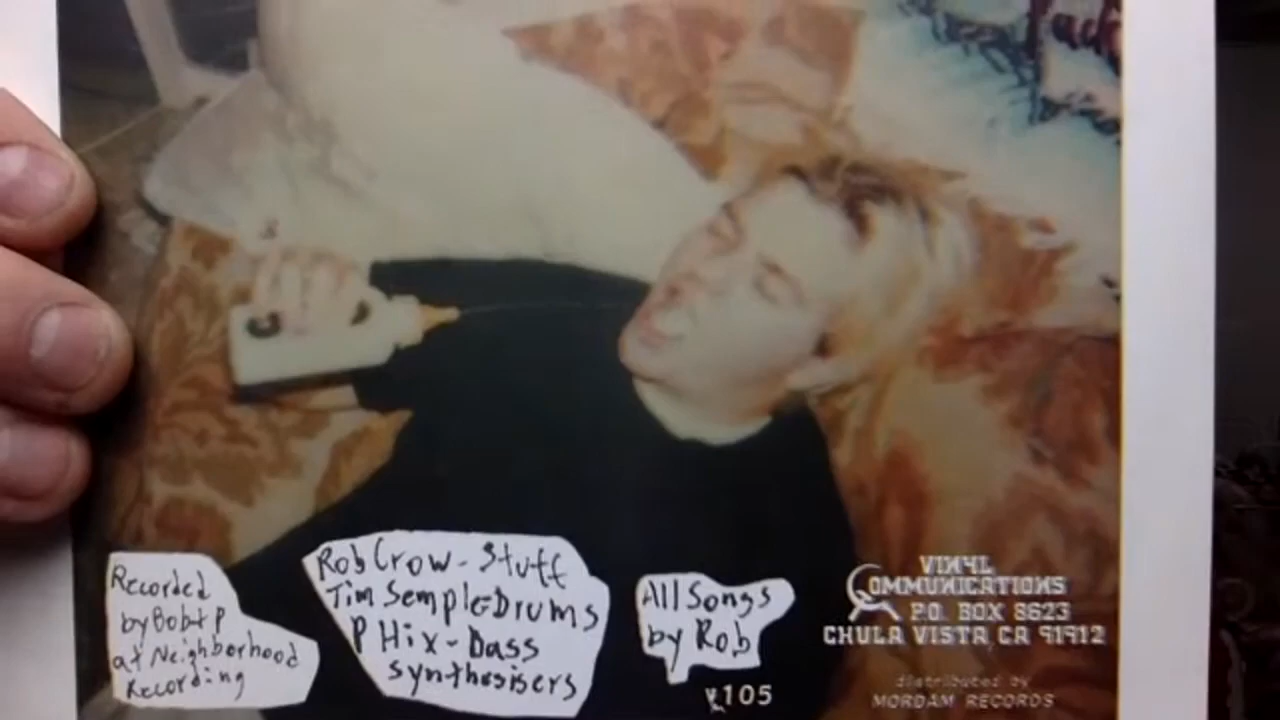 Recorded
by Bob + P
at Neighborhood
Recording
Rob Crow - Stuff
Tim Semple - Drums
P Hix - Bass
synthesisers
All Songs
by Rob
VINYL
COMMUNICATIONS
P.O. BOX 8623
CHULA VISTA CA 91912
105
distributed by
MORDAM RECORDS